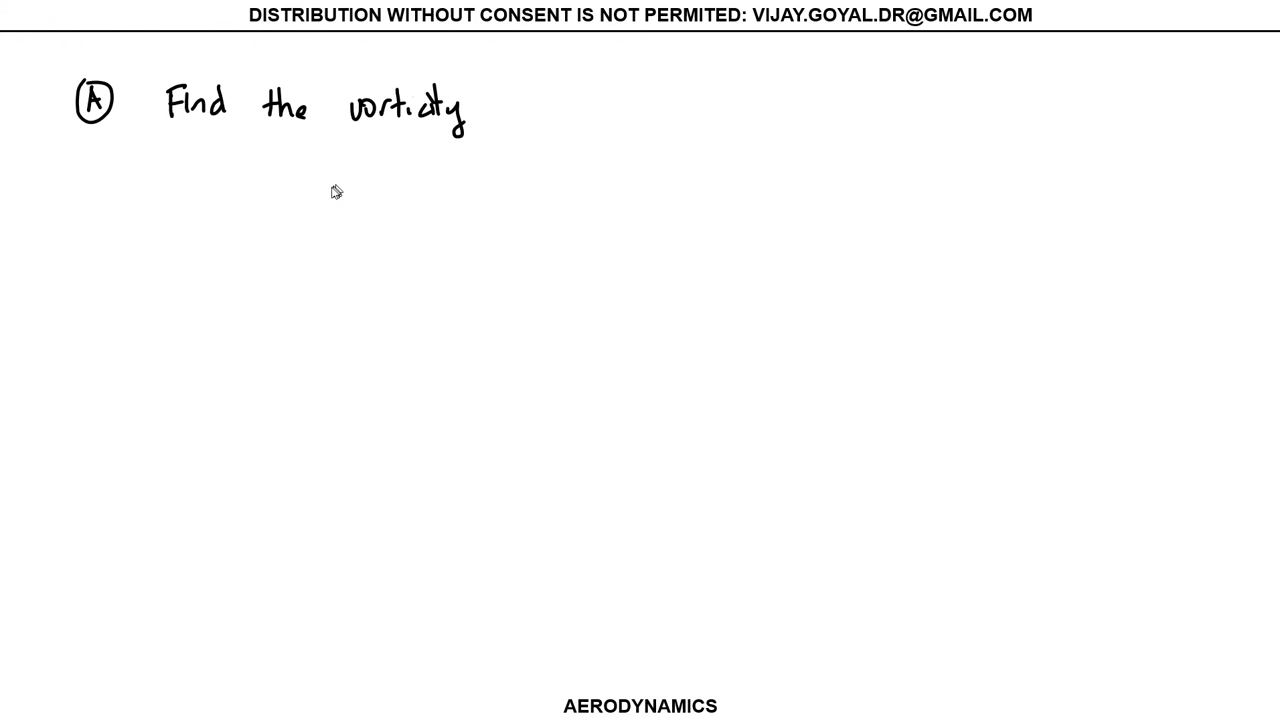 DISTRIBUTION WITHOUT CONSENT IS NOT PERMITED: VIJAY.GOYAL.DR@GMAIL.COM
A Find the vorticity
AERODYNAMICS